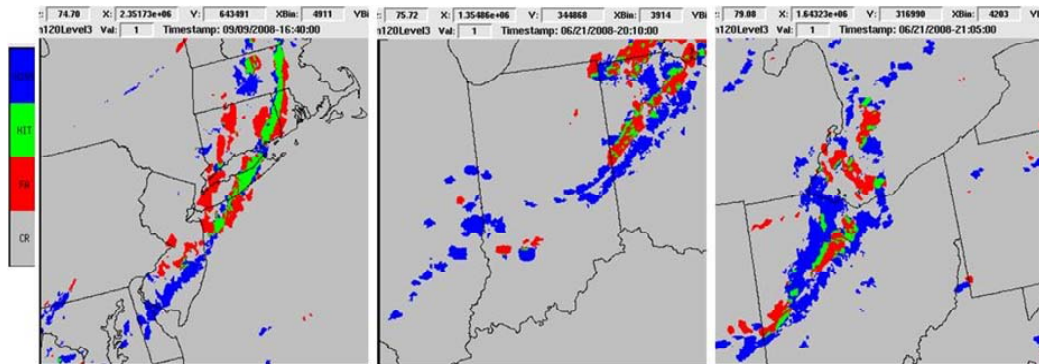 74.70 X: 2.35173e+06 Y: 643491 XBin: 4911 YBi
n120Level3 Val: 1 Timestamp: 09/09/2008-16:40:00
75.72 X: 1.35486e+06 Y: 344868 XBin: 3914 YB
n120Level3 Val: 1 Timestamp: 06/21/2008-20:10:00
79.08 X: 1.64323e+06 Y: 316990 XBin: 4203 YBi
m120Level3 Val: 1 Timestamp: 06/21/2008-21:05:00
HIT
FA
CR